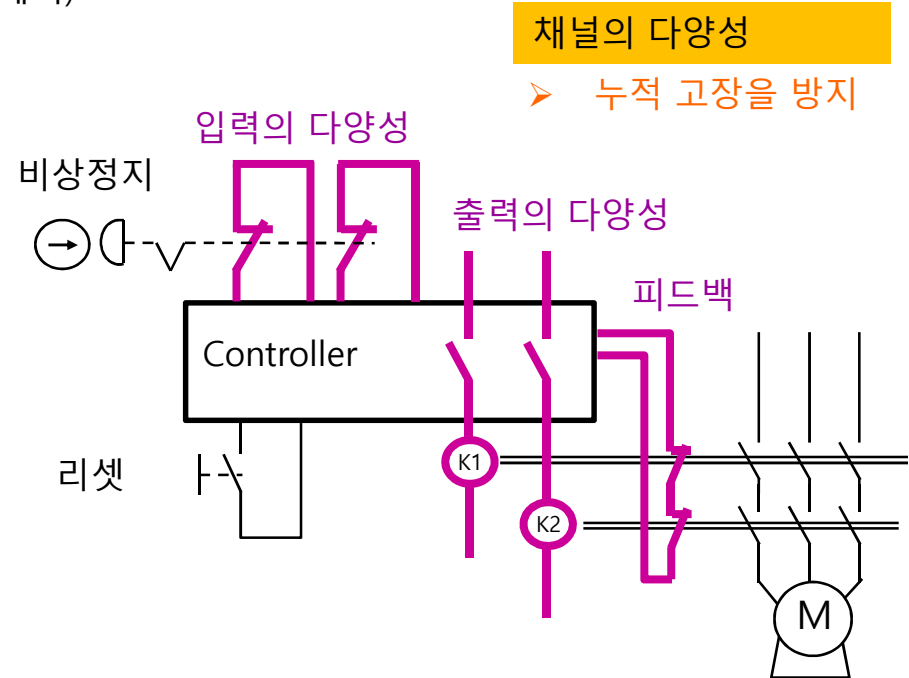 채널의 다양성
➢ 누적 고장을 방지
입력의 다양성
비상정지
출력의 다양성
피드백
Controller
리셋
K1
K2
M